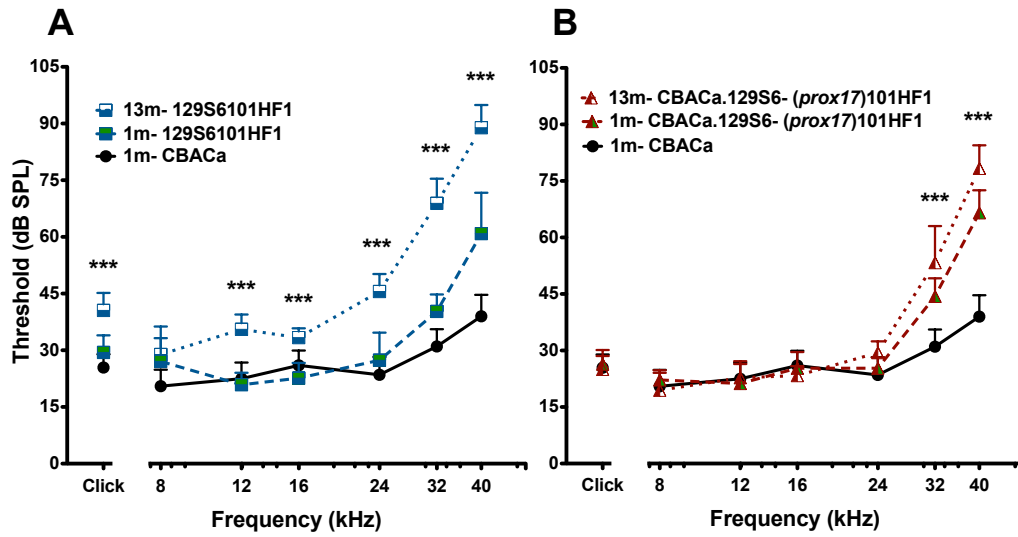 A
105
90
75
60
45
30
15
0
Threshold (dB SPL)
13m- 129S6101HF1
1m- 129S6101HF1
1m- CBACa
***
***
***
***
***
***
Click
8
12
16
24
32
40
Frequency (kHz)
B
105
90
75
60
45
30
15
0
13m- CBACa.129S6- (prox17)101HF1
1m- CBACa.129S6- (prox17)101HF1
1m- CBACa
***
***
Click
8
12
16
24
32
40
Frequency (kHz)